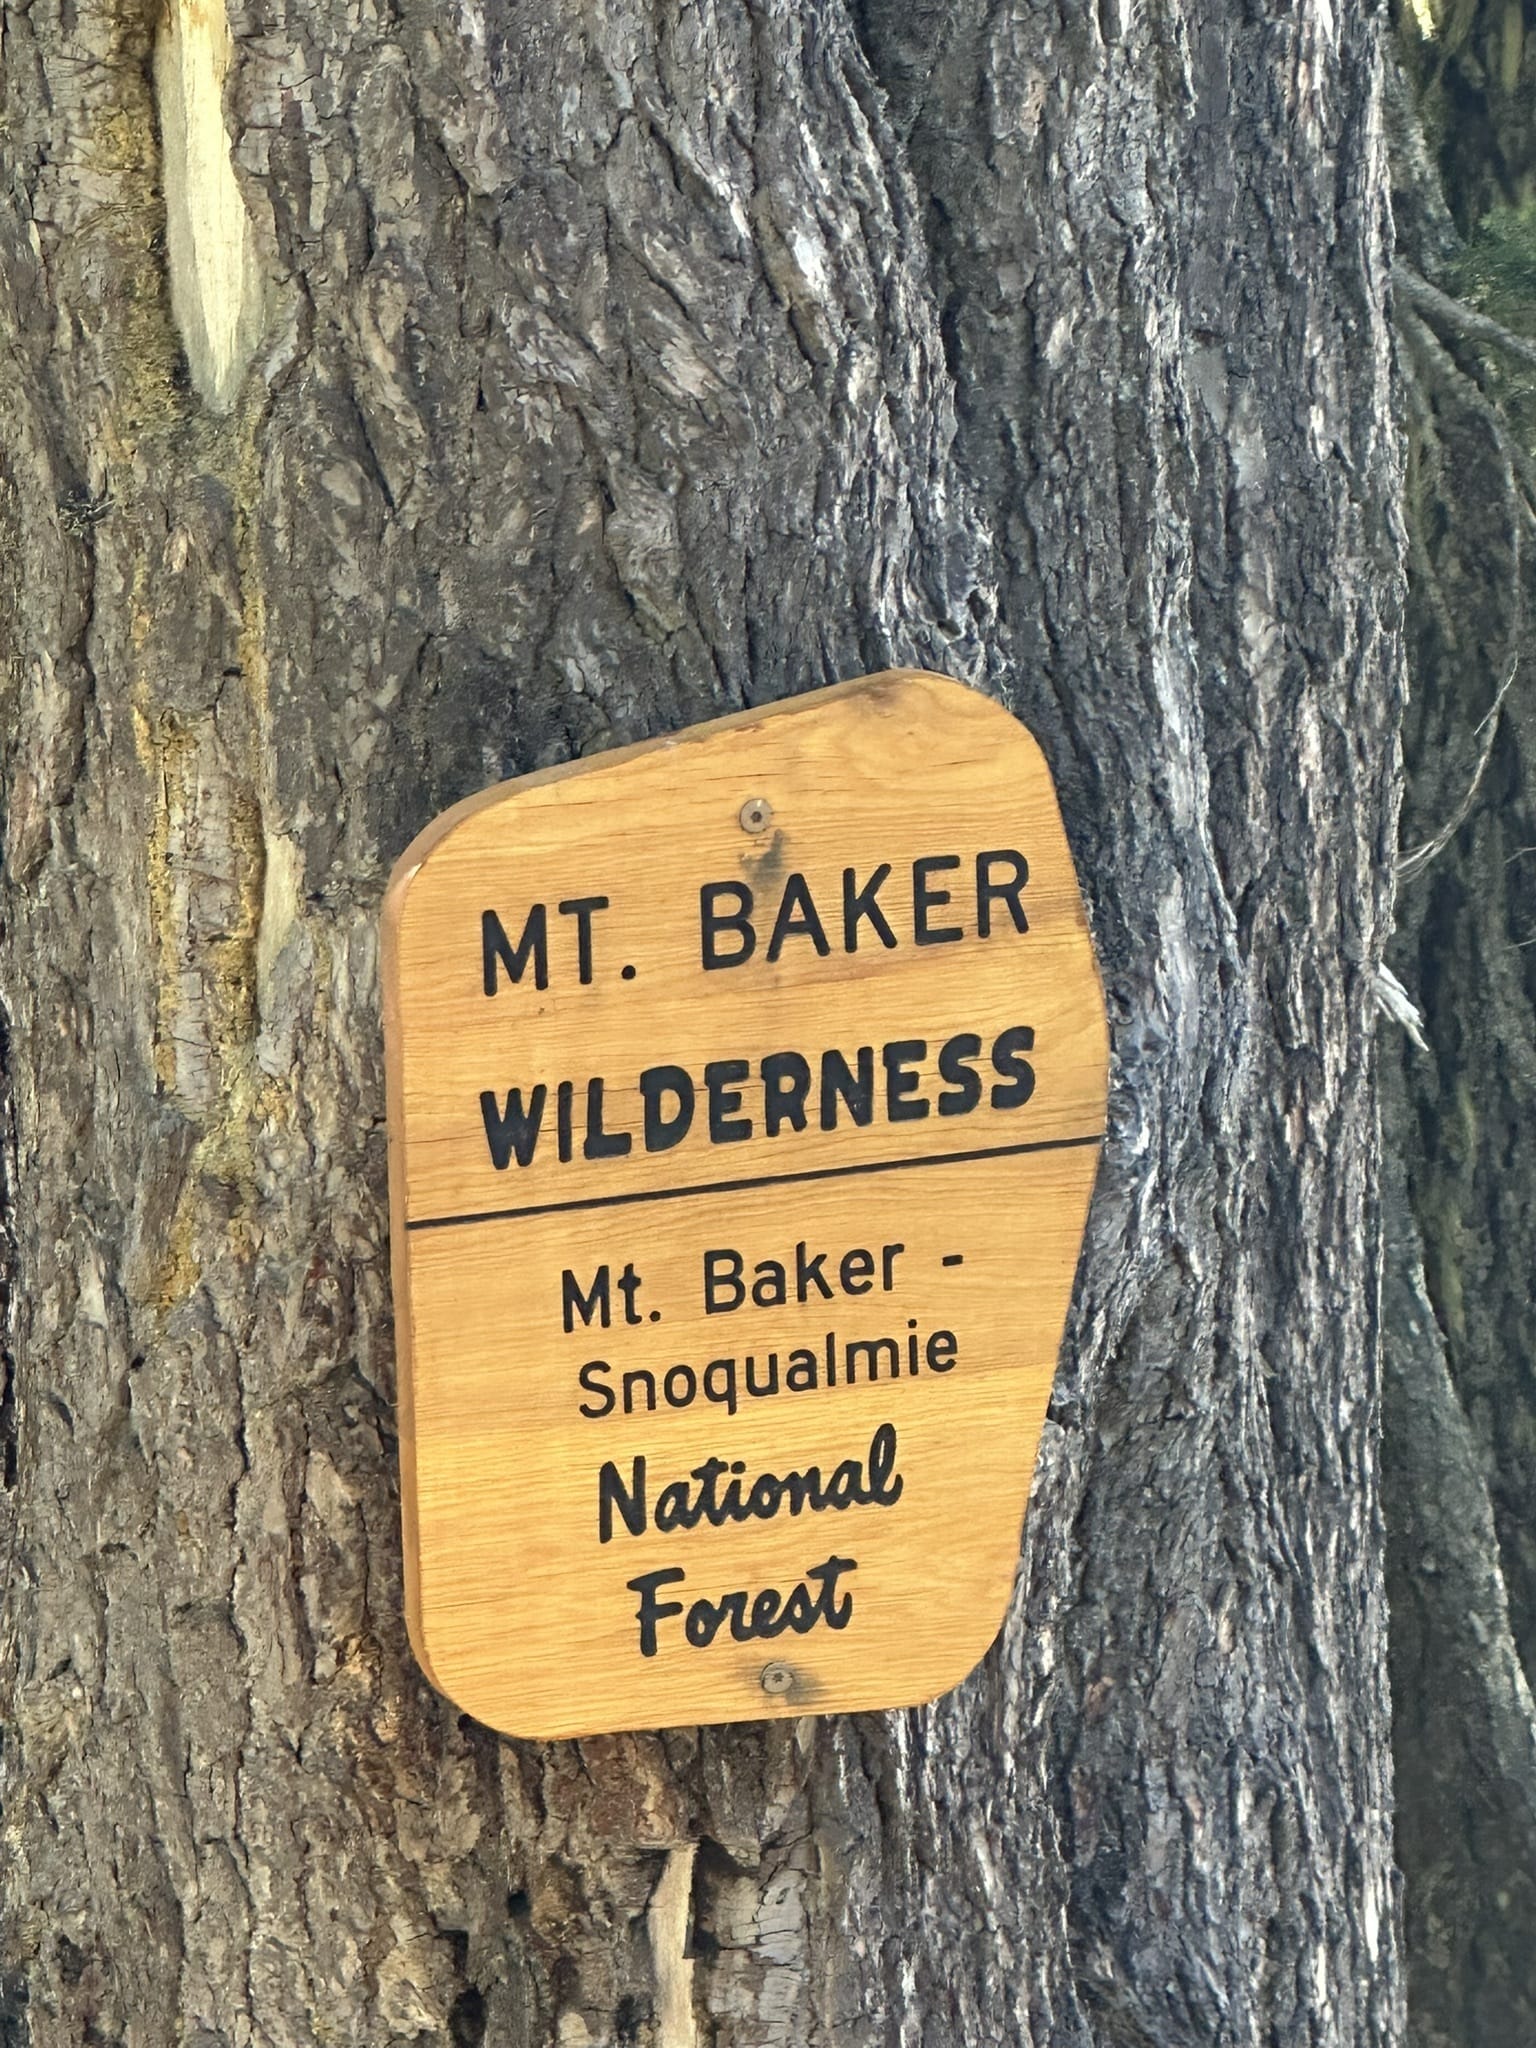 MT. BAKER
WILDERNESS
Mt. Baker -
Snoqualmie
National
Forest